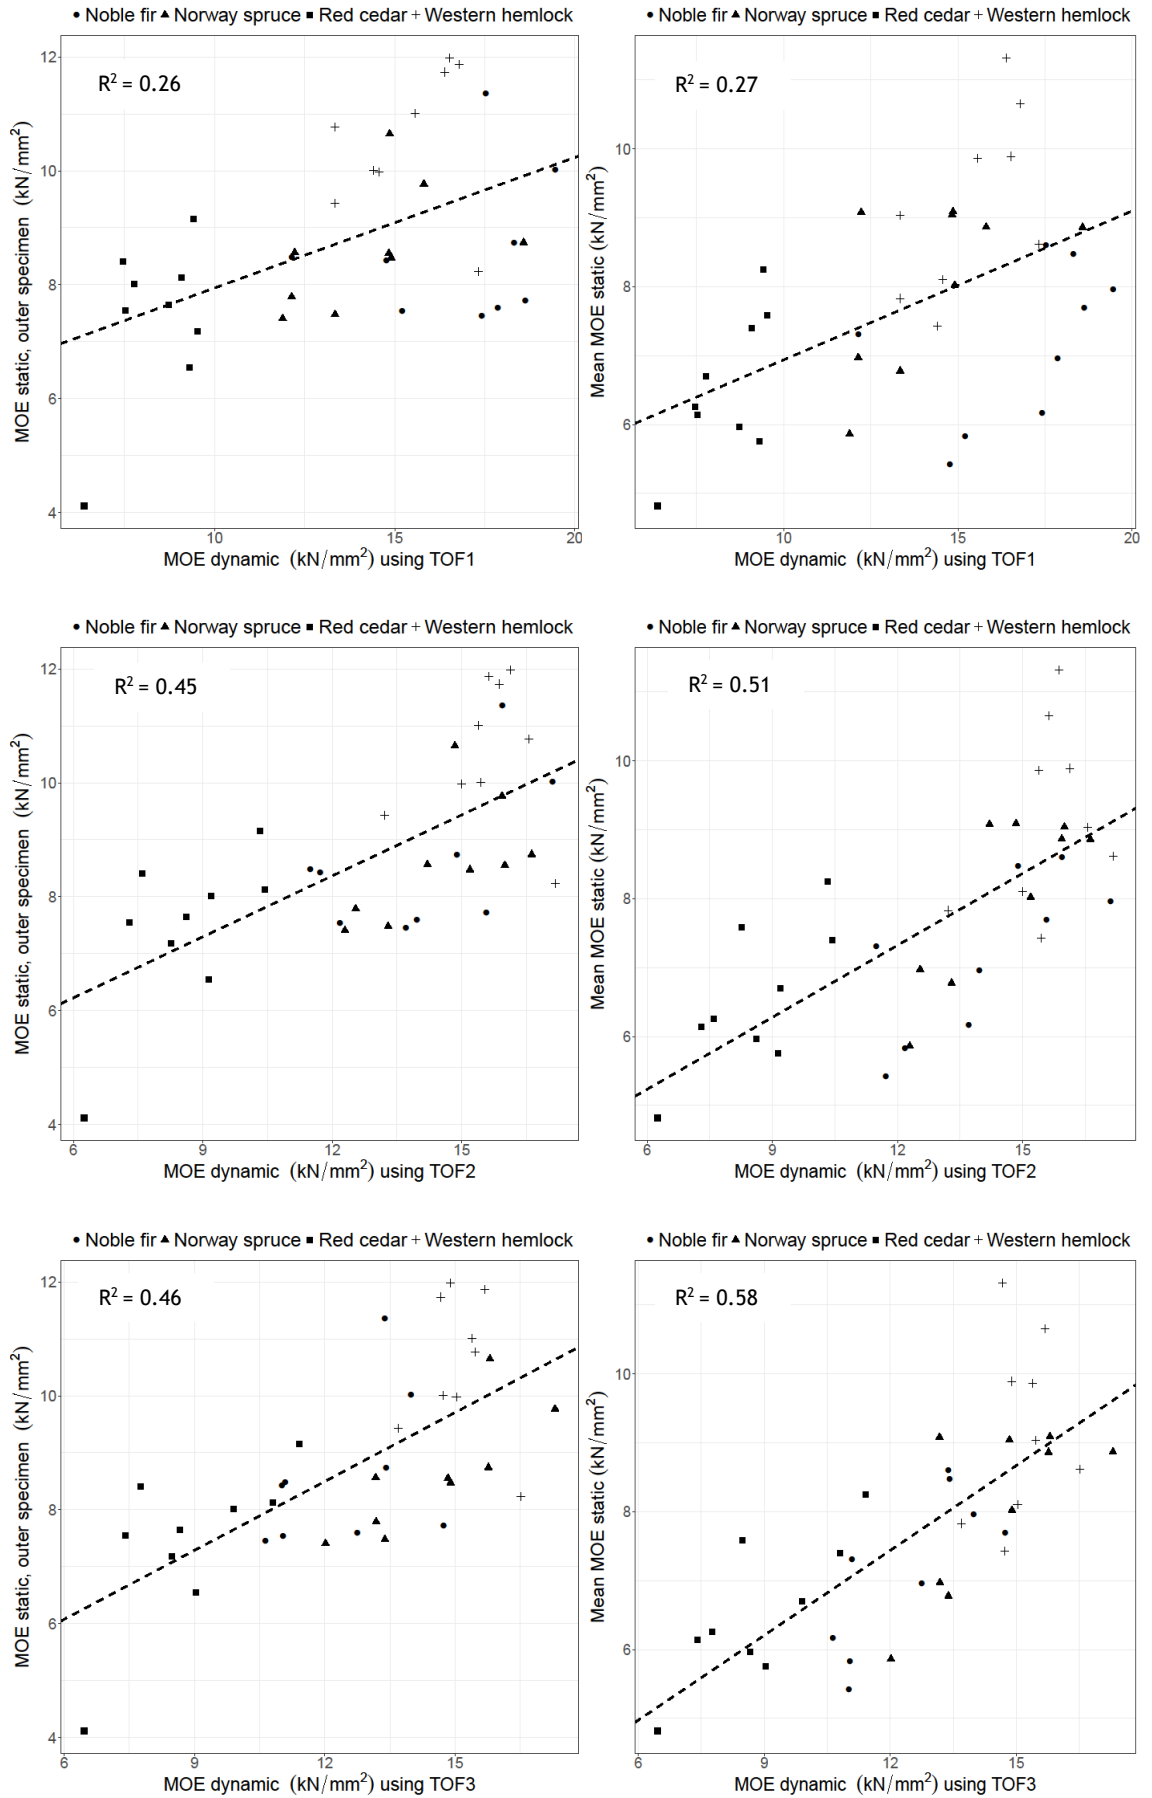 ● Noble fir ▲ Norway spruce ■ Red cedar + Western hemlock
R² = 0.26
12
10
8
6
4
MOE static, outer specimen (kN/mm²)
10 15 20
MOE dynamic (kN/mm²) using TOF1
● Noble fir ▲ Norway spruce ■ Red cedar + Western hemlock
R² = 0.27
10
8
6
Mean MOE static (kN/mm²)
10 15 20
MOE dynamic (kN/mm²) using TOF1
● Noble fir ▲ Norway spruce ■ Red cedar + Western hemlock
R² = 0.45
12
10
8
6
4
MOE static, outer specimen (kN/mm²)
6 9 12 15
MOE dynamic (kN/mm²) using TOF2
● Noble fir ▲ Norway spruce ■ Red cedar + Western hemlock
R² = 0.51
10
8
6
Mean MOE static (kN/mm²)
6 9 12 15
MOE dynamic (kN/mm²) using TOF2
● Noble fir ▲ Norway spruce ■ Red cedar + Western hemlock
R² = 0.46
12
10
8
6
4
MOE static, outer specimen (kN/mm²)
6 9 12 15
MOE dynamic (kN/mm²) using TOF3
● Noble fir ▲ Norway spruce ■ Red cedar + Western hemlock
R² = 0.58
10
8
6
Mean MOE static (kN/mm²)
6 9 12 15
MOE dynamic (kN/mm²) using TOF3